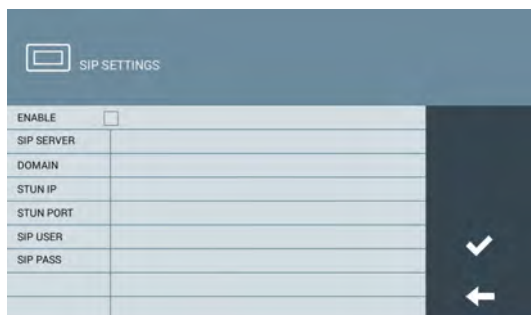 SIP SETTINGS
ENABLE
SIP SERVER
DOMAIN
STUN IP
STUN PORT
SIP USER
SIP PASS